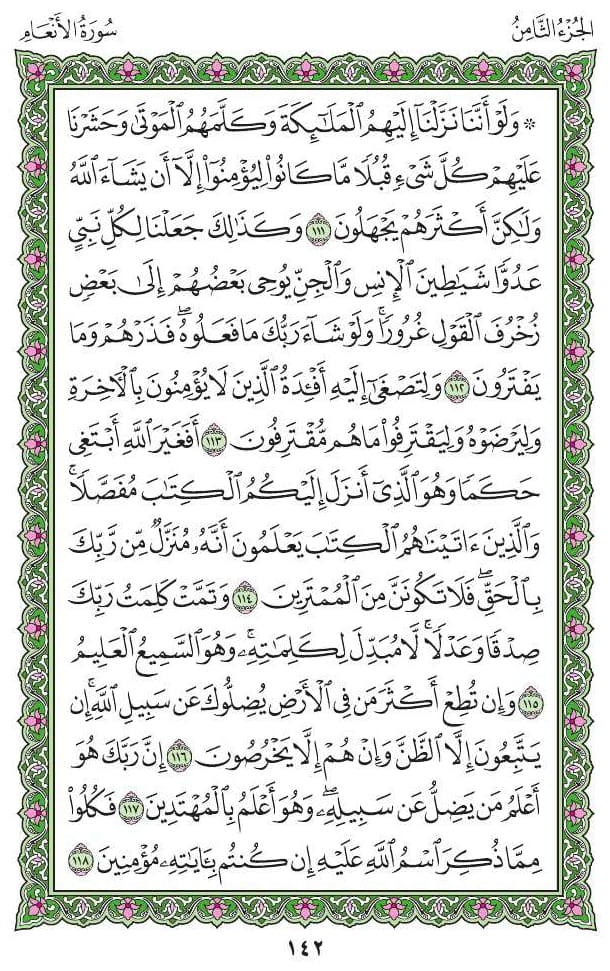 الجُزْءُ الثَّامِنُ
سُورَةُ الأَنْعَامِ
۞ وَلَوْ أَنَّنَا نَزَّلْنَآ إِلَيْهِمُ ٱلْمَلَٰٓئِكَةَ وَكَلَّمَهُمُ ٱلْمَوْتَىٰ وَحَشَرْنَا
عَلَيْهِمْ كُلَّ شَىْءٍ قُبُلًا مَّا كَانُوا۟ لِيُؤْمِنُوٓا۟ إِلَّآ أَن يَشَآءَ ٱللَّهُ
وَلَٰكِنَّ أَكْثَرَهُمْ يَجْهَلُونَ ١١١ وَكَذَٰلِكَ جَعَلْنَا لِكُلِّ نَبِىٍّ
عَدُوًّا شَيَٰطِينَ ٱلْإِنسِ وَٱلْجِنِّ يُوحِى بَعْضُهُمْ إِلَىٰ بَعْضٍ
زُخْرُفَ ٱلْقَوْلِ غُرُورًا ۚ وَلَوْ شَآءَ رَبُّكَ مَا فَعَلُوهُ ۖ فَذَرْهُمْ وَمَا
يَفْتَرُونَ ١١٢ وَلِتَصْغَىٰٓ إِلَيْهِ أَفْـِٔدَةُ ٱلَّذِينَ لَا يُؤْمِنُونَ بِٱلْـَٔاخِرَةِ
وَلِيَرْضَوْهُ وَلِيَقْتَرِفُوا۟ مَا هُم مُّقْتَرِفُونَ ١١٣ أَفَغَيْرَ ٱللَّهِ أَبْتَغِى
حَكَمًا وَهُوَ ٱلَّذِىٓ أَنزَلَ إِلَيْكُمُ ٱلْكِتَٰبَ مُفَصَّلًا ۚ
وَٱلَّذِينَ ءَاتَيْنَٰهُمُ ٱلْكِتَٰبَ يَعْلَمُونَ أَنَّهُۥ مُنَزَّلٌ مِّن رَّبِّكَ
بِٱلْحَقِّ ۖ فَلَا تَكُونَنَّ مِنَ ٱلْمُمْتَرِينَ ١١٤ وَتَمَّتْ كَلِمَتُ رَبِّكَ
صِدْقًا وَعَدْلًا ۚ لَّا مُبَدِّلَ لِكَلِمَٰتِهِۦ ۚ وَهُوَ ٱلسَّمِيعُ ٱلْعَلِيمُ
١١٥ وَإِن تُطِعْ أَكْثَرَ مَن فِى ٱلْأَرْضِ يُضِلُّوكَ عَن سَبِيلِ ٱللَّهِ ۚ إِن
يَتَّبِعُونَ إِلَّا ٱلظَّنَّ وَإِنْ هُمْ إِلَّا يَخْرُصُونَ ١١٦ إِنَّ رَبَّكَ هُوَ
أَعْلَمُ مَن يَضِلُّ عَن سَبِيلِهِۦ ۖ وَهُوَ أَعْلَمُ بِٱلْمُهْتَدِينَ ١١٧ فَكُلُوا۟
مِمَّا ذُكِرَ ٱسْمُ ٱللَّهِ عَلَيْهِ إِن كُنتُم بِـَٔايَٰتِهِۦ مُؤْمِنِينَ ١١٨
١٤٢